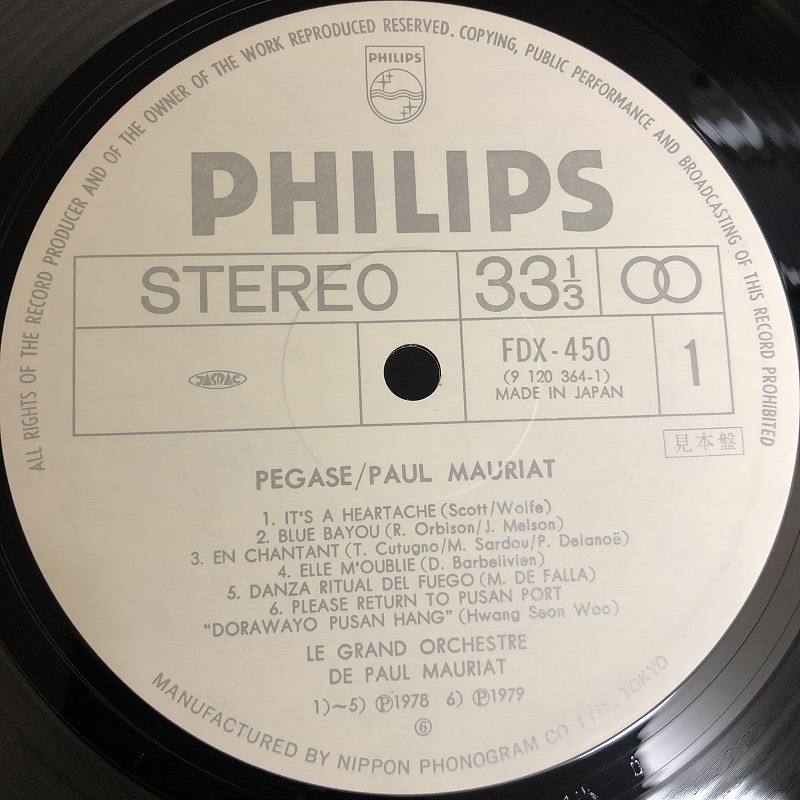 ALL RIGHTS OF THE RECORD PRODUCER AND OF THE OWNER OF THE WORK REPRODUCED RESERVED. COPYING, PUBLIC PERFORMANCE AND BROADCASTING OF THIS RECORD PROHIBITED
PHILIPS
PHILIPS
STEREO
33 1/3
JASRAC
FDX-450
(9 120 364-1)
MADE IN JAPAN
1
見本盤
PEGASE/PAUL MAURIAT
1. IT'S A HEARTACHE (Scott/Wolfe)
2. BLUE BAYOU (R. Orbison/J. Melson)
3. EN CHANTANT (T. Cutugno/M. Sardou/P. Delanoë)
4. ELLE M'OUBLIE (D. Barbelivien)
5. DANZA RITUAL DEL FUEGO (M. DE FALLA)
6. PLEASE RETURN TO PUSAN PORT
"DORAWAYO PUSAN HANG" (Hwang Seon Woo)
LE GRAND ORCHESTRE
DE PAUL MAURIAT
1)~5) Ⓟ1978 6) Ⓟ1979
⑥
MANUFACTURED BY NIPPON PHONOGRAM CO., LTD., TOKYO